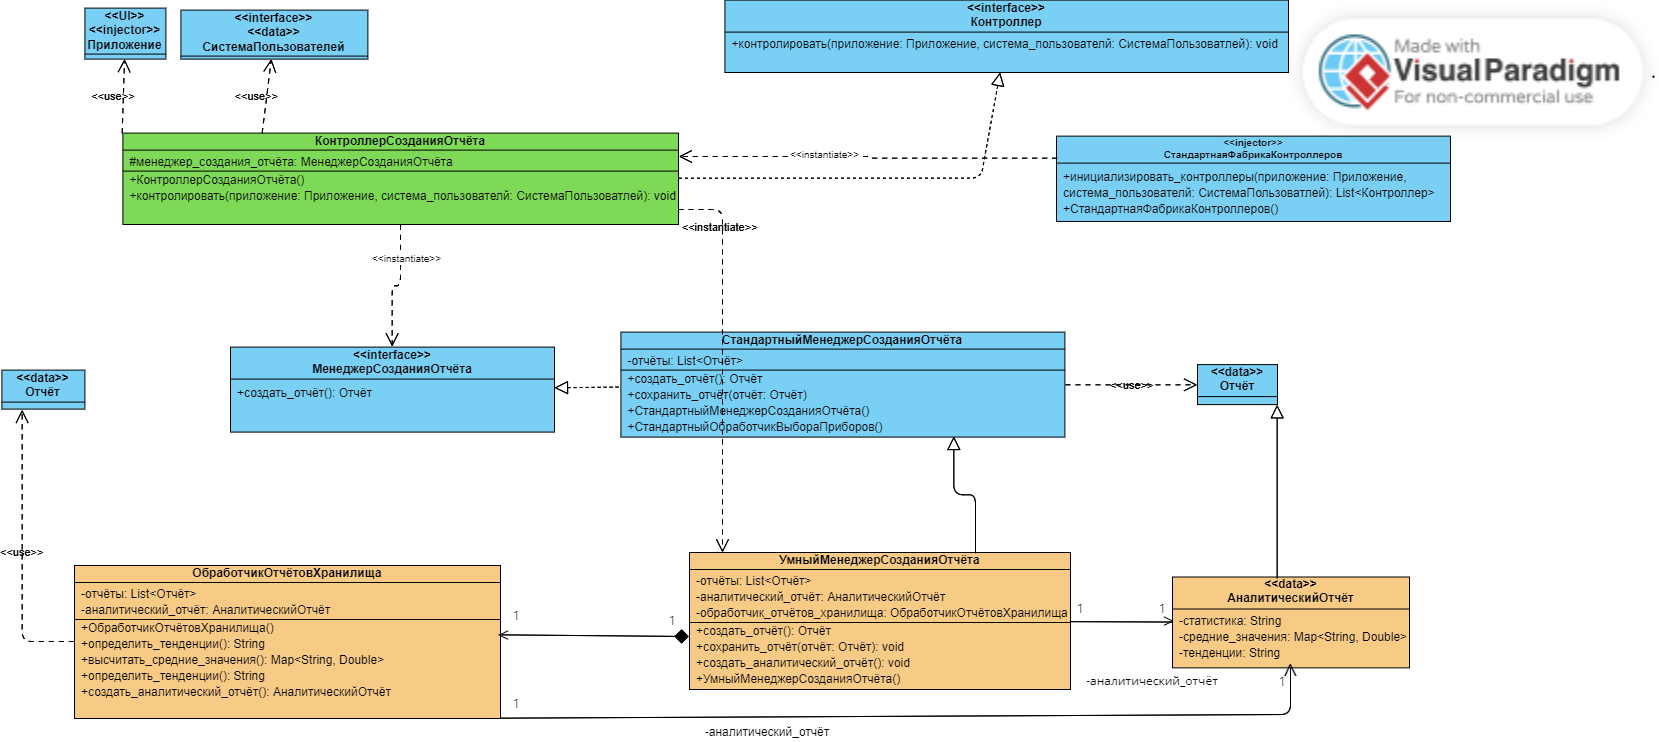 <<UI>>
<<injector>>
Приложение
<<interface>>
<<data>>
СистемаПользователей
<<interface>>
Контроллер
+контролировать(приложение: Приложение, система_пользователй: СистемаПользоватлей): void
Made with
Visual Paradigm
For non-commercial use
<<use>>
<<use>>
КонтроллерСозданияОтчёта
#менеджер_создания_отчёта: МенеджерСозданияОтчёта
+КонтроллерСозданияОтчёта()
+контролировать(приложение: Приложение, система_пользователй: СистемаПользоватлей): void
<<instantiate>>
<<injector>>
СтандартнаяФабрикаКонтроллеров
+инициализировать_контроллеры(приложение: Приложение,
система_пользователй: СистемаПользоватлей): List<Контроллер>
+СтандартнаяФабрикаКонтроллеров()
<<instantiate>>
<<instantiate>>
<<interface>>
МенеджерСозданияОтчёта
+создать_отчёт(): Отчёт
СтандартныйМенеджерСозданияОтчёта
-отчёты: List<Отчёт>
+создать_отчёт(): Отчёт
+сохранить_отчёт(отчёт: Отчёт)
+СтандартныйМенеджерСозданияОтчёта()
+СтандартныйОбработчикВыбораПриборов()
<<use>>
<<data>>
Отчёт
<<data>>
Отчёт
<<use>>
ОбработчикОтчётовХранилища
-отчёты: List<Отчёт>
-аналитический_отчёт: АналитическийОтчёт
+ОбработчикОтчётовХранилища()
+определить_тенденции(): String
+высчитать_средние_значения(): Map<String, Double>
+определить_тенденции(): String
+создать_аналитический_отчёт(): АналитическийОтчёт
1
1
УмныйМенеджерСозданияОтчёта
-отчёты: List<Отчёт>
-аналитический_отчёт: АналитическийОтчёт
-обработчик_отчётов_хранилища: ОбработчикОтчётовХранилища
+создать_отчёт(): Отчёт
+сохранить_отчёт(отчёт: Отчёт): void
+создать_аналитический_отчёт(): void
+УмныйМенеджерСозданияОтчёта()
1
1
<<data>>
АналитическийОтчёт
-статистика: String
-средние_значения: Map<String, Double>
-тенденции: String
-аналитический_отчёт
1
1
-аналитический_отчёт